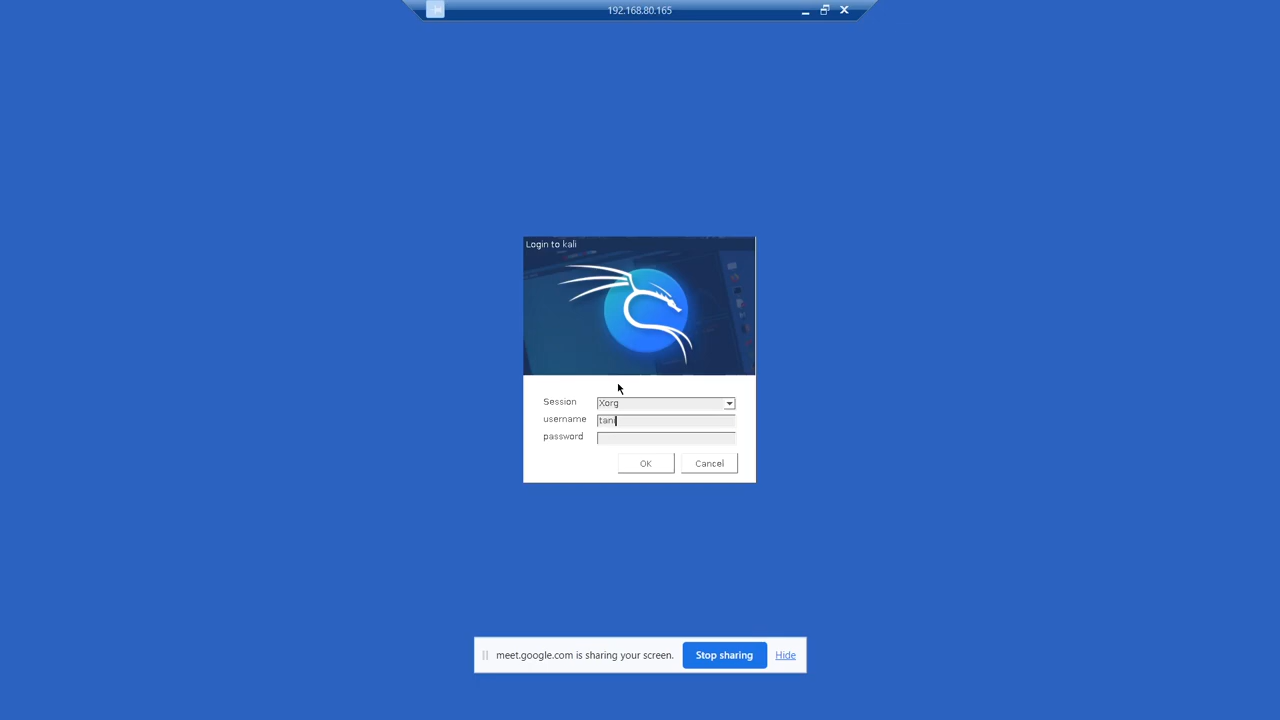 192.168.80.165
Login to kali
Session Xorg
username tani
password
OK Cancel
meet.google.com is sharing your screen. Stop sharing Hide